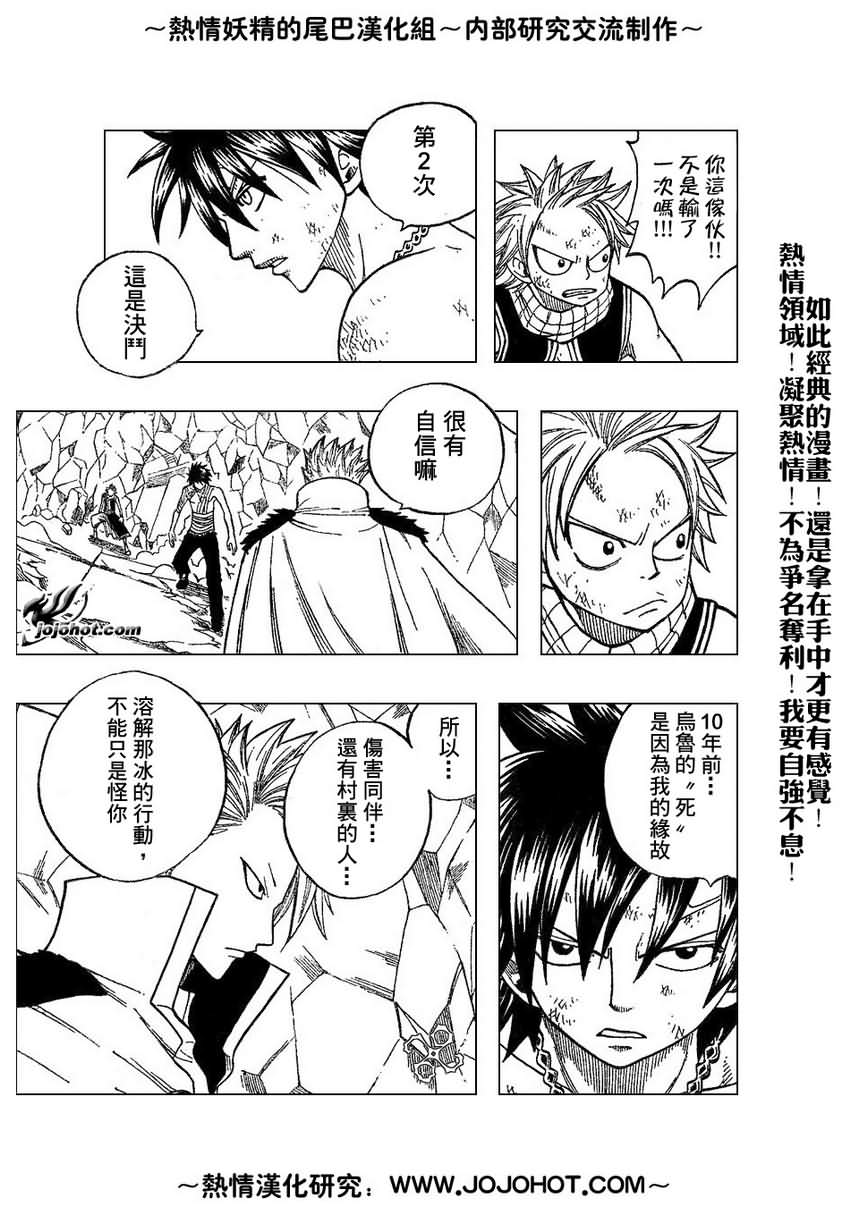 ～熱情妖精的尾巴漢化組～内部研究交流制作～
你這傢伙!!
不是輸了
一次嗎!!!
第2次
這是決鬥
很有
自信嘛
10年前…
烏魯的〝死〞
是因為我的緣故
所以…
傷害同伴…
還有村裏的人…
溶解那冰的行動，
不能只是怪你
如此經典的漫畫！還是拿在手中才更有感覺！
熱情領域！凝聚熱情！不為爭名奪利！我要自強不息！
jojohot.com
～熱情漢化研究：WWW.JOJOHOT.COM～